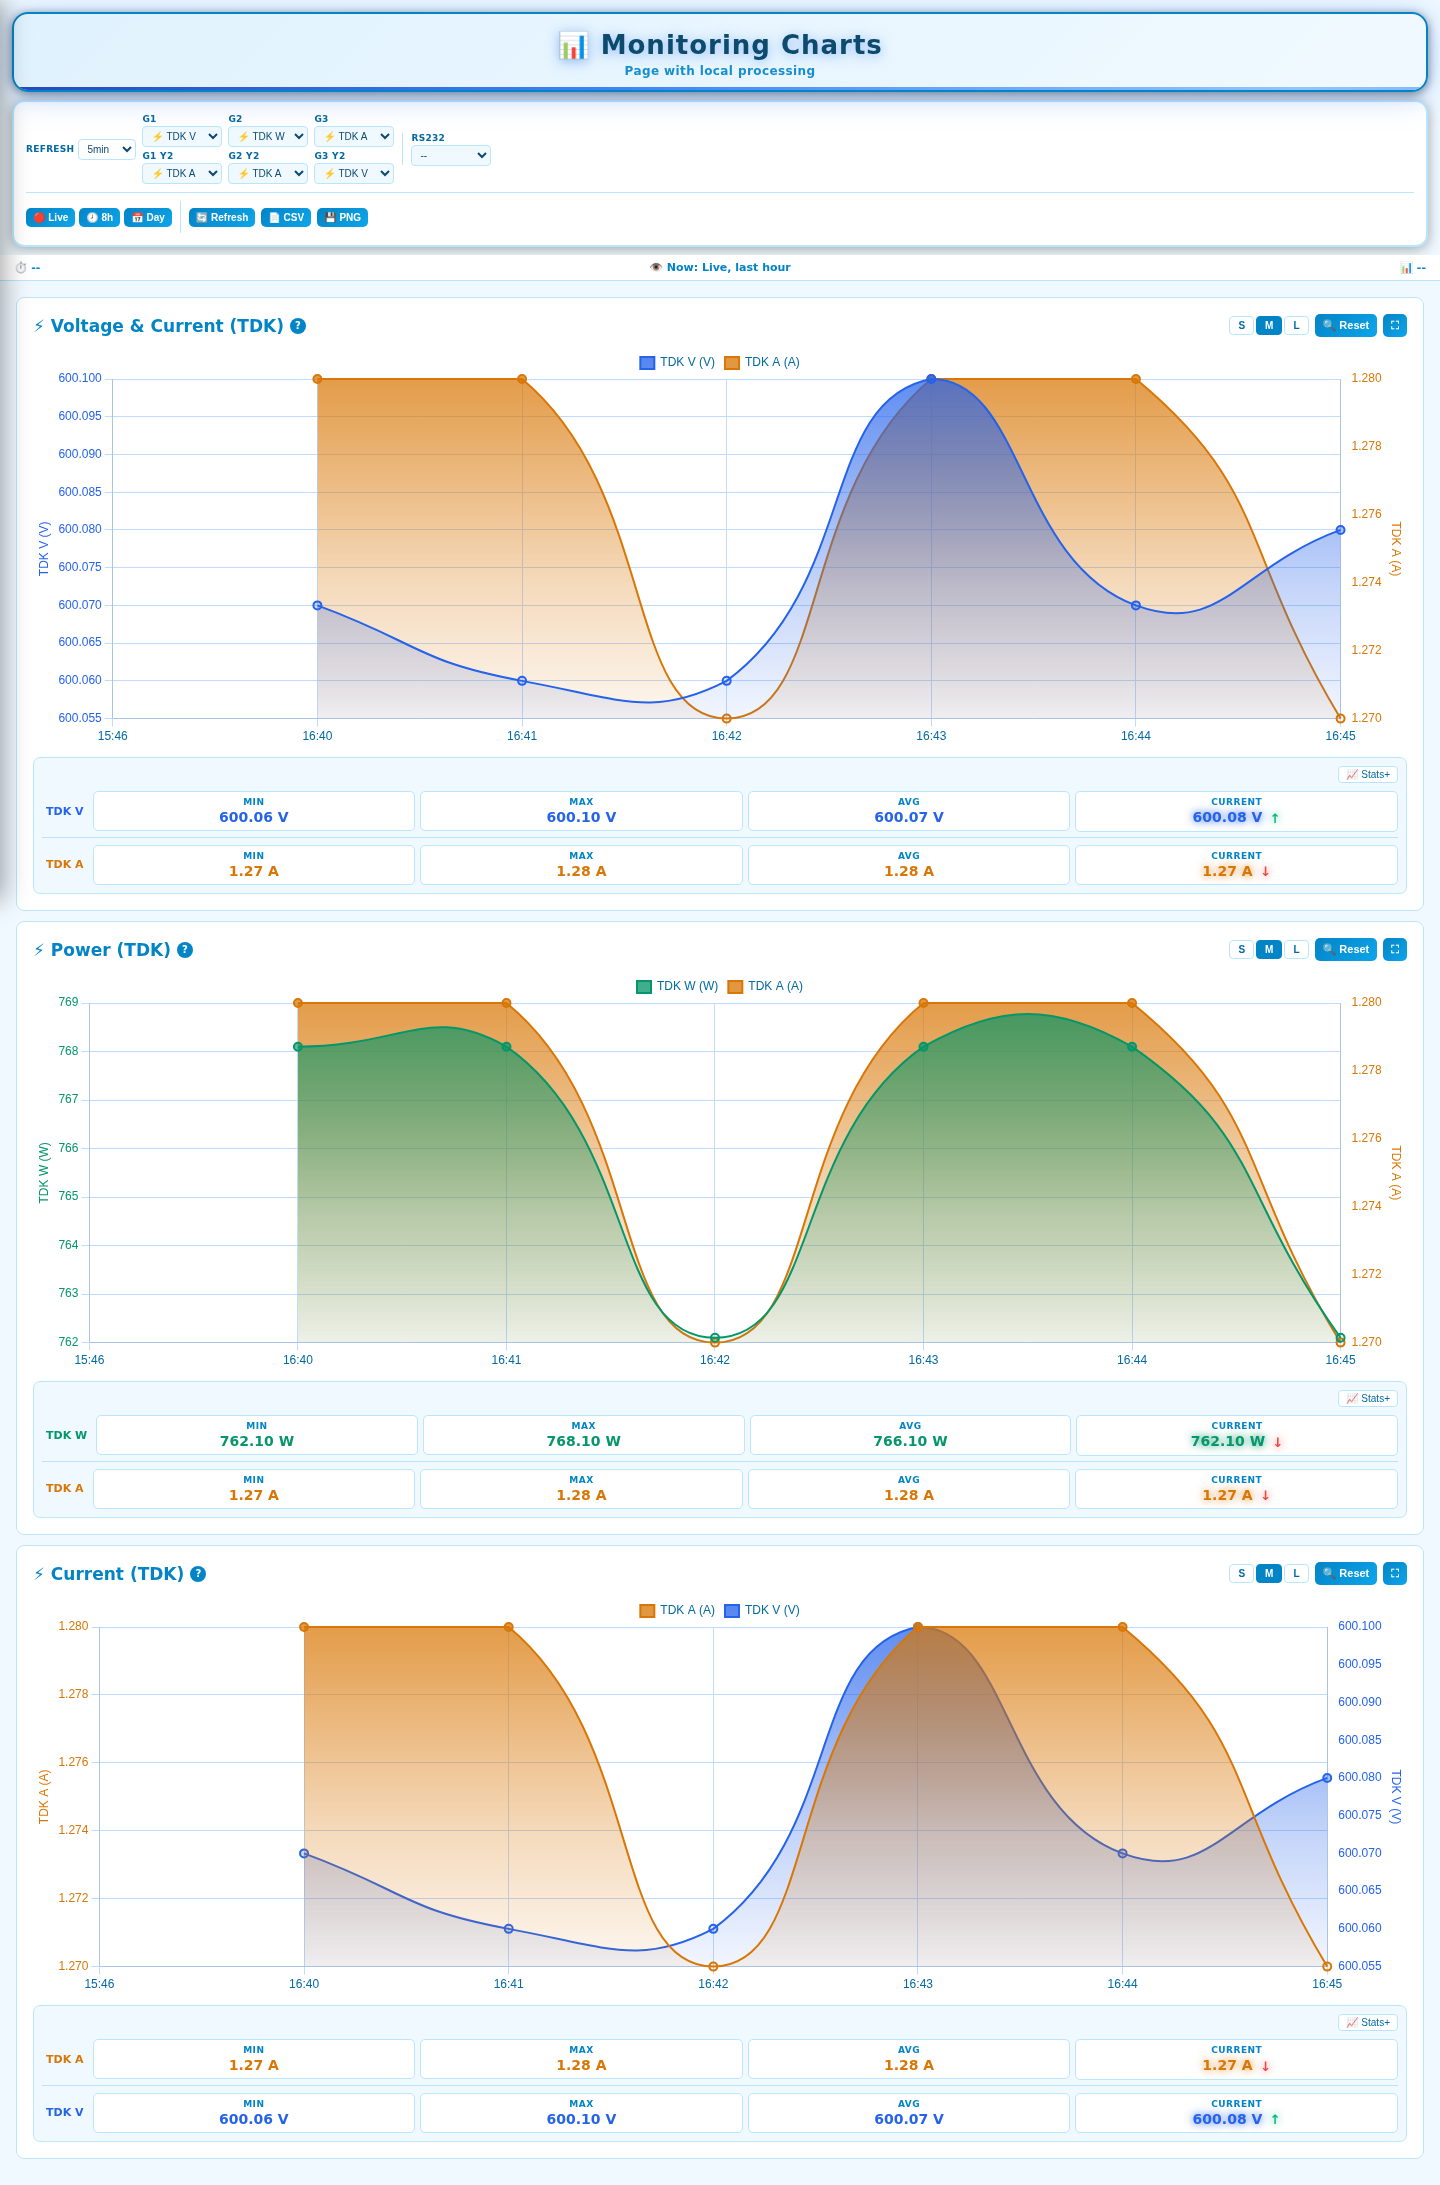 📊 Monitoring Charts
Page with local processing
REFRESH 5min
G1 G2 G3
⚡ TDK V ⚡ TDK W ⚡ TDK A
G1 Y2 G2 Y2 G3 Y2
⚡ TDK A ⚡ TDK A ⚡ TDK V
RS232
--
🔴 Live 🕗 8h 📅 Day 🔄 Refresh 📄 CSV 💾 PNG
⏱️ -- 👁️ Now: Live, last hour 📊 --
⚡ Voltage & Current (TDK) ? S M L 🔍 Reset ⛶
TDK V (V) TDK A (A)
600.100 1.280
600.095
600.090 1.278
600.085
600.080 1.276
600.075 1.274
600.070
600.065 1.272
600.060
600.055 1.270
TDK V (V)
TDK A (A)
15:46 16:40 16:41 16:42 16:43 16:44 16:45
📈 Stats+
TDK V
MIN MAX AVG CURRENT
600.06 V 600.10 V 600.07 V 600.08 V ↑
TDK A
MIN MAX AVG CURRENT
1.27 A 1.28 A 1.28 A 1.27 A ↓
⚡ Power (TDK) ? S M L 🔍 Reset ⛶
TDK W (W) TDK A (A)
769 1.280
768
767 1.278
766 1.276
765
764 1.274
763 1.272
762 1.270
TDK W (W)
TDK A (A)
15:46 16:40 16:41 16:42 16:43 16:44 16:45
📈 Stats+
TDK W
MIN MAX AVG CURRENT
762.10 W 768.10 W 766.10 W 762.10 W ↓
TDK A
MIN MAX AVG CURRENT
1.27 A 1.28 A 1.28 A 1.27 A ↓
⚡ Current (TDK) ? S M L 🔍 Reset ⛶
TDK A (A) TDK V (V)
1.280 600.100
600.095
1.278 600.090
600.085
1.276 600.080
600.075
1.274 600.070
600.065
1.272 600.060
1.270 600.055
TDK A (A)
TDK V (V)
15:46 16:40 16:41 16:42 16:43 16:44 16:45
📈 Stats+
TDK A
MIN MAX AVG CURRENT
1.27 A 1.28 A 1.28 A 1.27 A ↓
TDK V
MIN MAX AVG CURRENT
600.06 V 600.10 V 600.07 V 600.08 V ↑